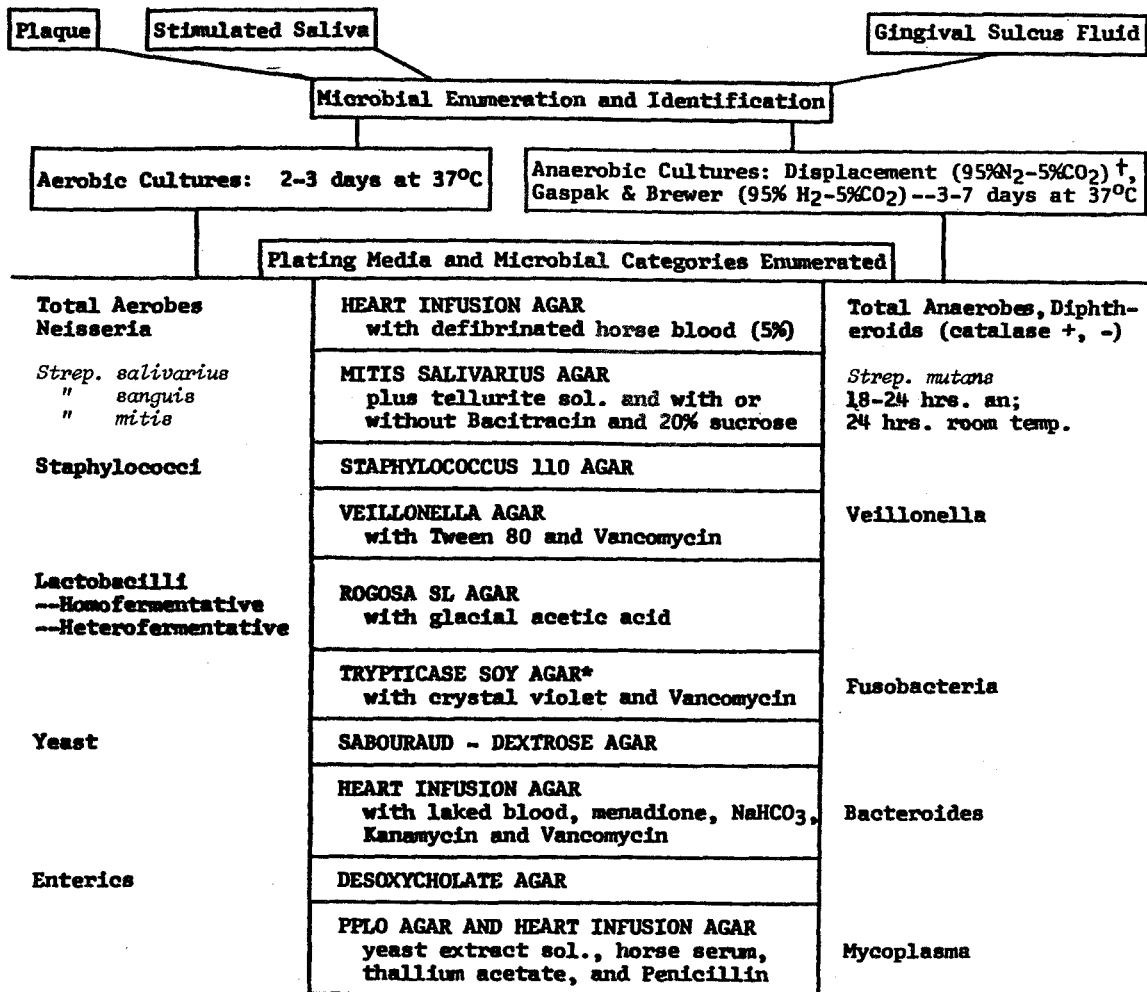 Plaque
Stimulated Saliva
Gingival Sulcus Fluid
Microbial Enumeration and Identification
Aerobic Cultures: 2-3 days at 37°C
Anaerobic Cultures: Displacement (95%N2-5%CO2)†,
Gaspak & Brewer (95% H2-5%CO2)--3-7 days at 37°C
Plating Media and Microbial Categories Enumerated
Total Aerobes
Neisseria
HEART INFUSION AGAR
with defibrinated horse blood (5%)
Total Anaerobes, Diphth-
eroids (catalase +, -)
Strep. salivarius
" sanguis
" mitis
MITIS SALIVARIUS AGAR
plus tellurite sol. and with or
without Bacitracin and 20% sucrose
Strep. mutans
18-24 hrs. an;
24 hrs. room temp.
Staphylococci
STAPHYLOCOCCUS 110 AGAR
VEILLONELLA AGAR
with Tween 80 and Vancomycin
Veillonella
Lactobacilli
--Homofermentative
--Heterofermentative
ROGOSA SL AGAR
with glacial acetic acid
TRYPTICASE SOY AGAR*
with crystal violet and Vancomycin
Fusobacteria
Yeast
SABOURAUD - DEXTROSE AGAR
HEART INFUSION AGAR
with laked blood, menadione, NaHCO3,
Kanamycin and Vancomycin
Bacteroides
Enterics
DESOXYCHOLATE AGAR
PPLO AGAR AND HEART INFUSION AGAR
yeast extract sol., horse serum,
thallium acetate, and Penicillin
Mycoplasma